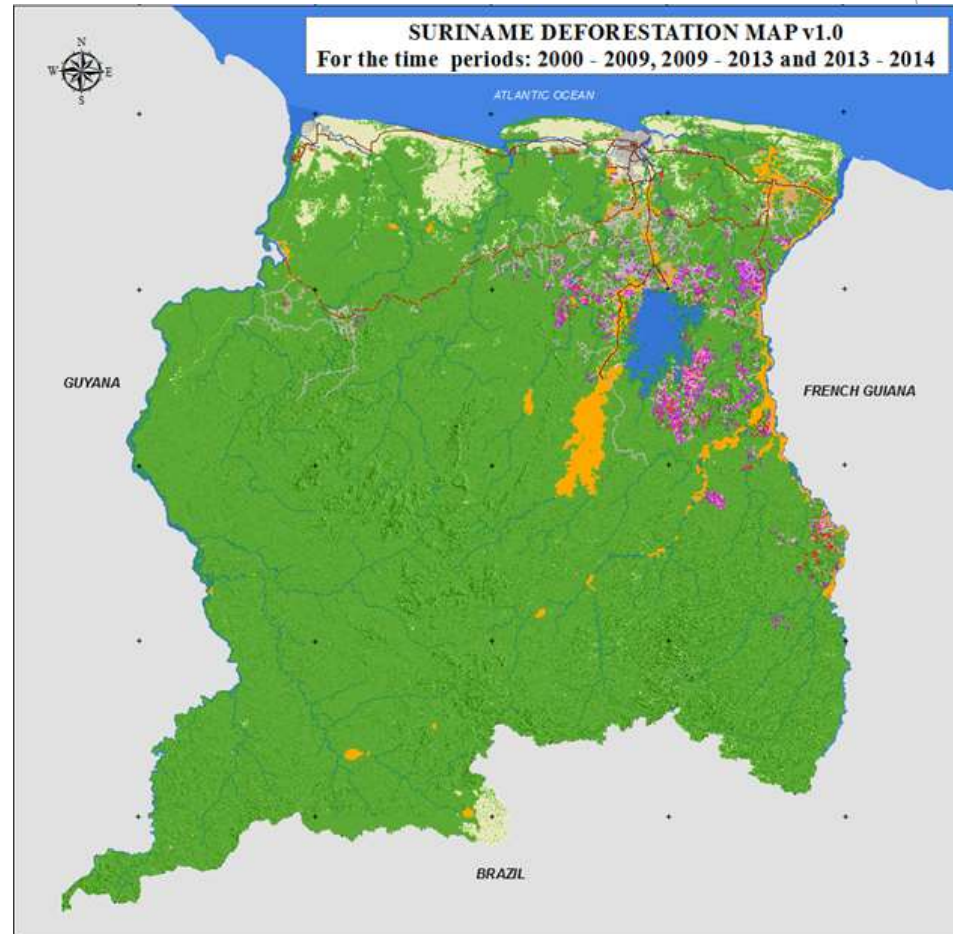 SURINAME DEFORESTATION MAP v1.0
For the time periods: 2000 - 2009, 2009 - 2013 and 2013 - 2014
N
W E
S
ATLANTIC OCEAN
GUYANA
FRENCH GUIANA
BRAZIL